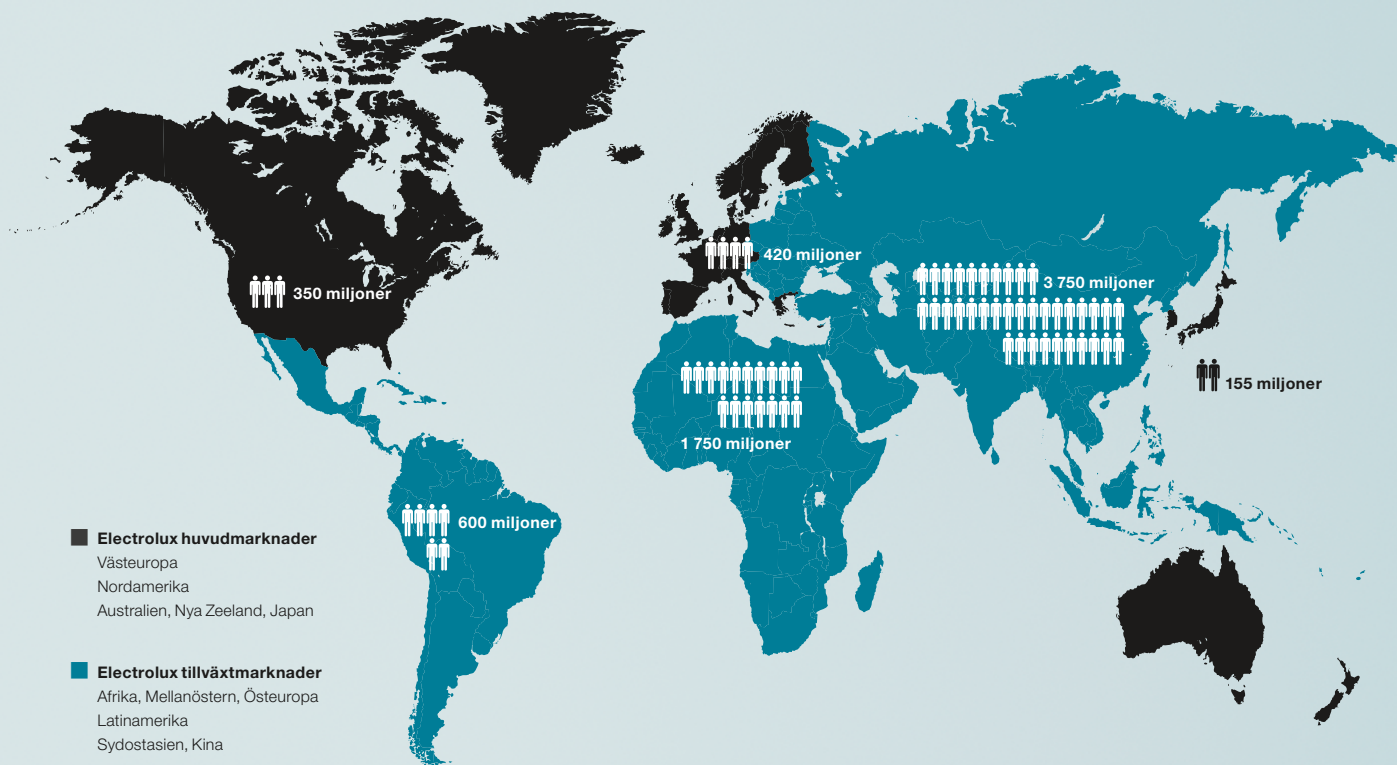 420 miljoner
3 750 miljoner
350 miljoner
155 miljoner
1 750 miljoner
600 miljoner
Electrolux huvudmarknader
Västeuropa
Nordamerika
Australien, Nya Zeeland, Japan
Electrolux tillväxtmarknader
Afrika, Mellanöstern, Östeuropa
Latinamerika
Sydostasien, Kina